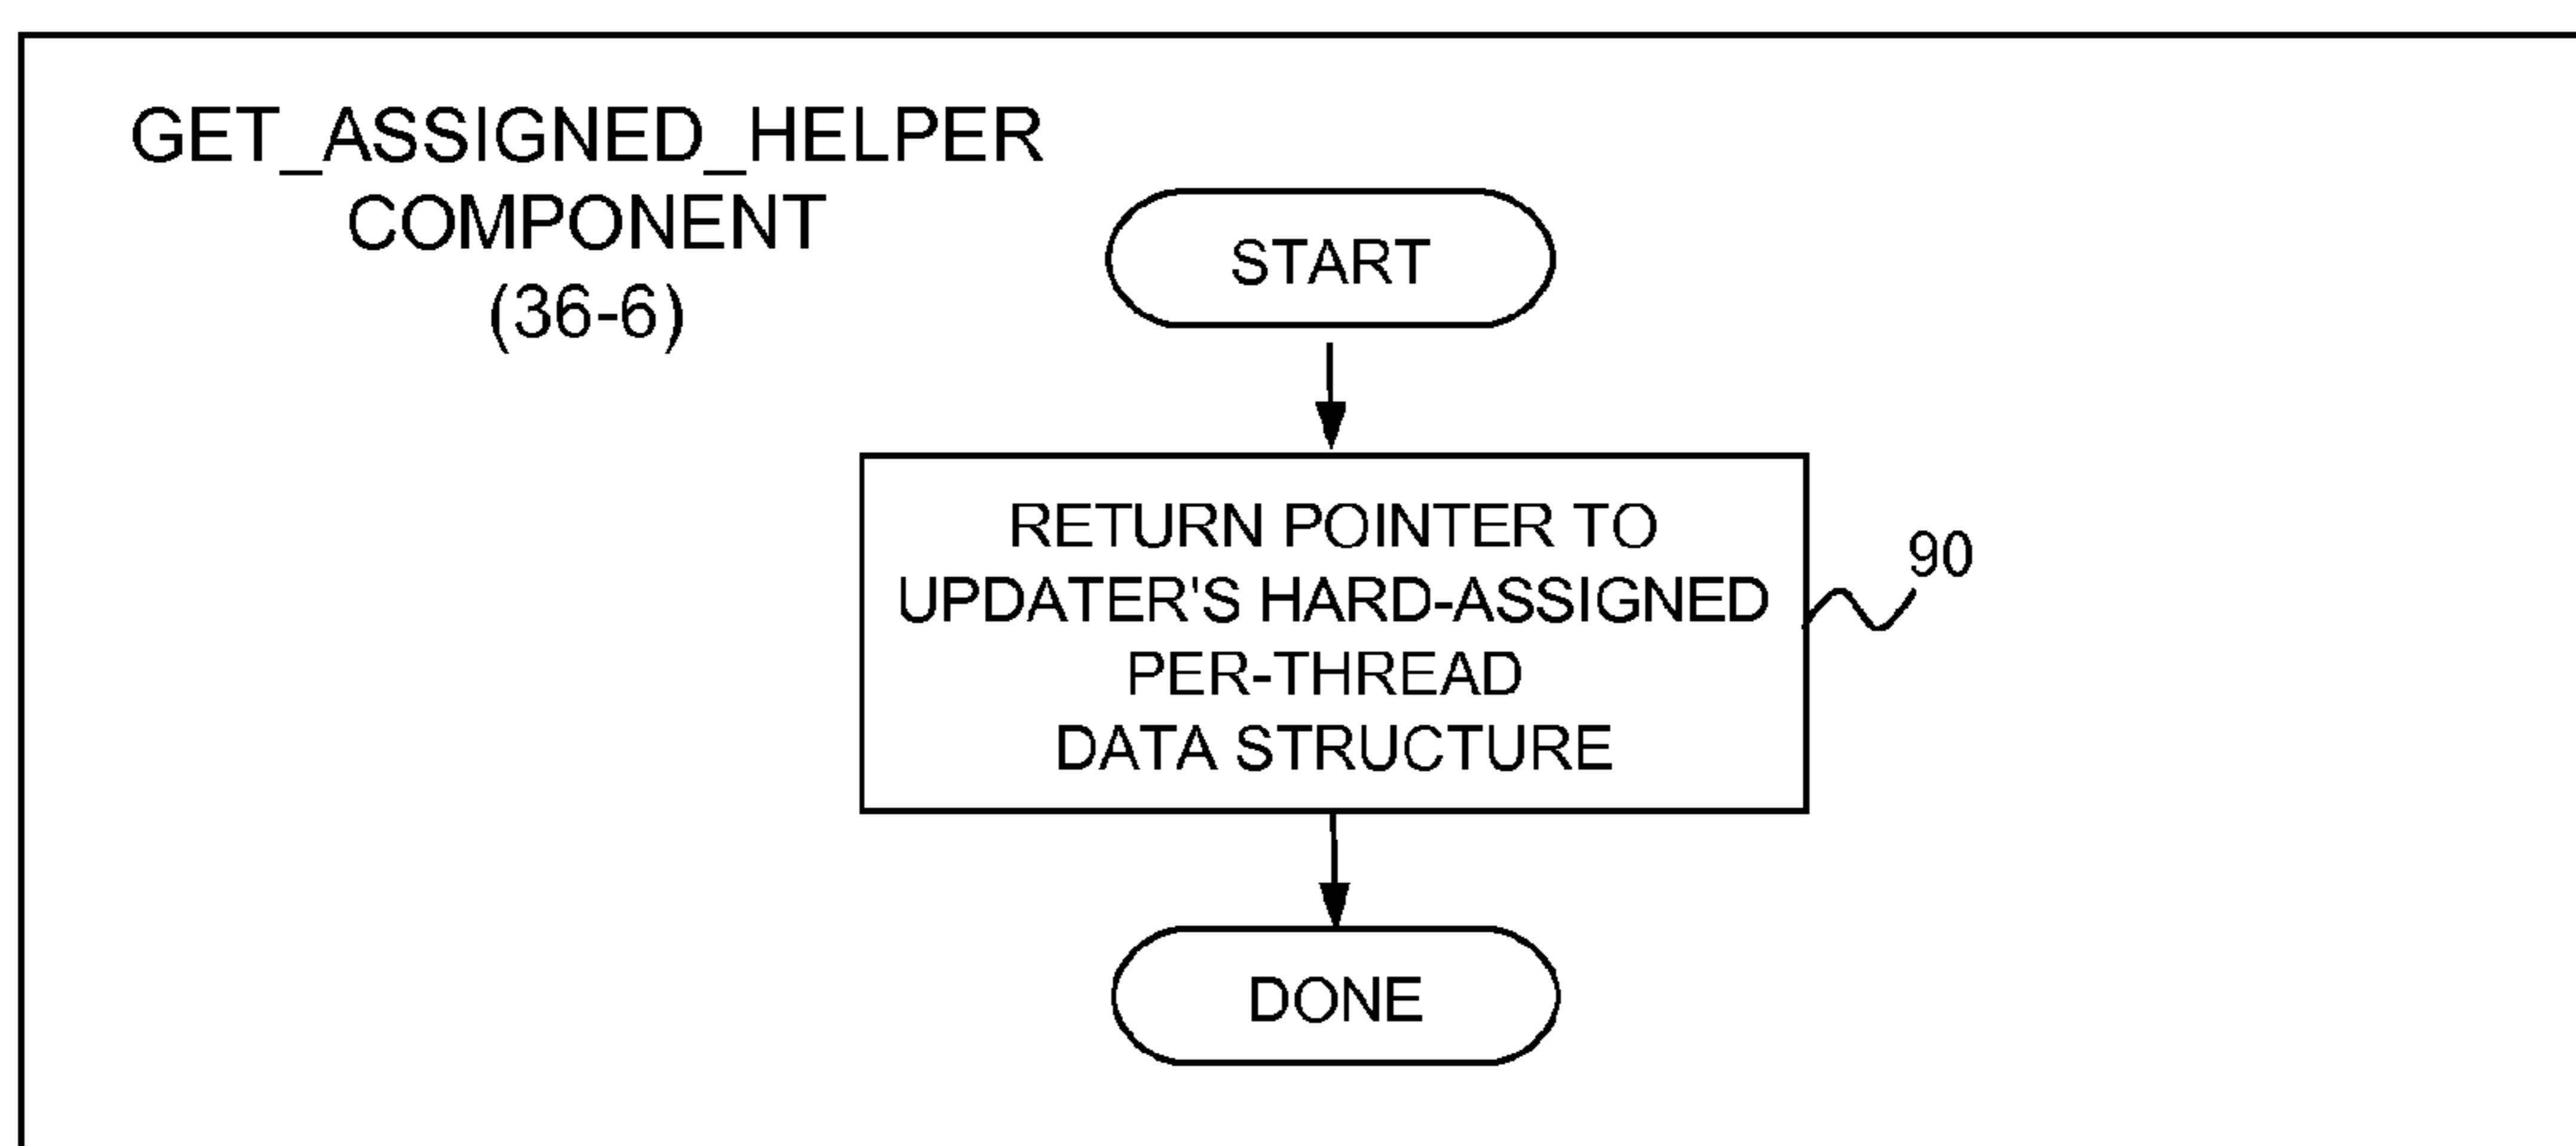 GET_ASSIGNED_HELPER
COMPONENT
(36-6)
START
RETURN POINTER TO
UPDATER'S HARD-ASSIGNED
PER-THREAD
DATA STRUCTURE
90
DONE